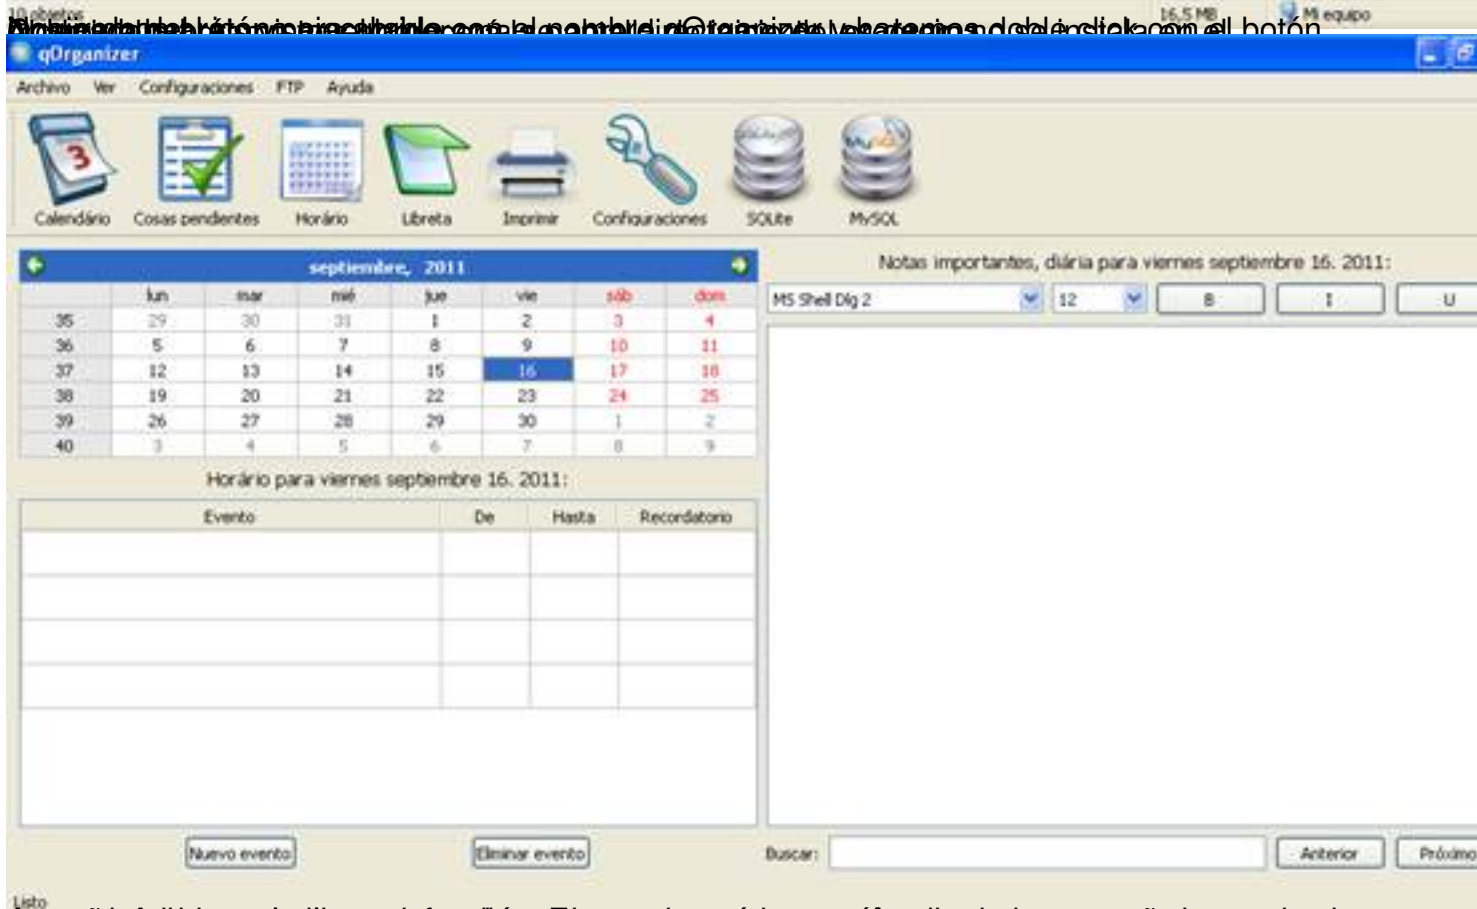 10 objetos 16,5 MB Mi equipo
qOrganizer
Archivo Ver Configuraciones FTP Ayuda
Calendário Cosas pendentes Horário Libreta Imprimir Configuraciones SQLite MySQL
septiembre, 2011
lun mar mié jue vie sáb dom
35 29 30 31 1 2 3 4
36 5 6 7 8 9 10 11
37 12 13 14 15 16 17 18
38 19 20 21 22 23 24 25
39 26 27 28 29 30 1 2
40 3 4 5 6 7 8 9
Horário para viernes septiembre 16. 2011:
Evento De Hasta Recordatorio
Nuevo evento Eliminar evento
Notas importantes, diária para viernes septiembre 16. 2011:
MS Shell Dlg 2 12 B I U
Buscar: Anterior Próximo
Listo